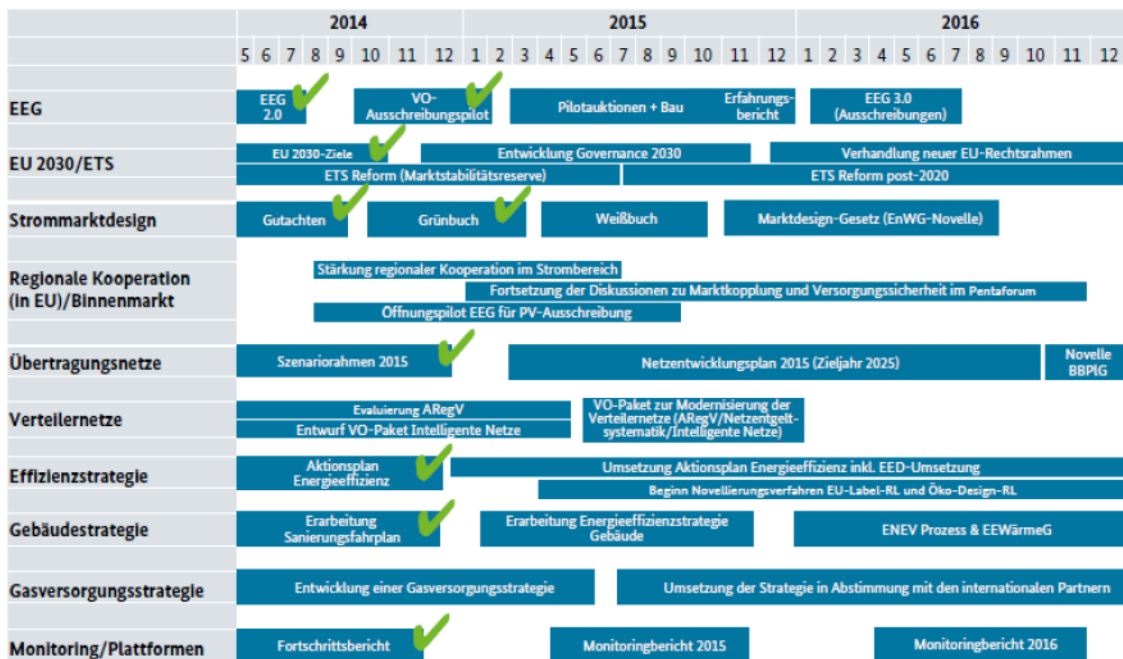 2014 2015 2016
5 6 7 8 9 10 11 12 1 2 3 4 5 6 7 8 9 10 11 12 1 2 3 4 5 6 7 8 9 10 11 12
EEG
EEG
2.0
VO-
Ausschreibungspilot
Pilotauktionen + Bau
Erfahrungs-
bericht
EEG 3.0
(Ausschreibungen)
EU 2030/ETS
EU 2030-Ziele
Entwicklung Governance 2030
Verhandlung neuer EU-Rechtsrahmen
ETS Reform (Marktstabilitätsreserve)
ETS Reform post-2020
Strommarktdesign
Gutachten
Grünbuch
Weißbuch
Marktdesign-Gesetz (EnWG-Novelle)
Regionale Kooperation
(in EU)/Binnenmarkt
Stärkung regionaler Kooperation im Strombereich
Fortsetzung der Diskussionen zu Marktkopplung und Versorgungssicherheit im Pentaforum
Öffnungspilot EEG für PV-Ausschreibung
Übertragungsnetze
Szenariorahmen 2015
Netzentwicklungsplan 2015 (Zieljahr 2025)
Novelle
BBPlG
Verteilernetze
Evaluierung ARegV
Entwurf VO-Paket Intelligente Netze
VO-Paket zur Modernisierung der
Verteilernetze (ARegV/Netzentgelt-
systematik/Intelligente Netze)
Effizienzstrategie
Aktionsplan
Energieeffizienz
Umsetzung Aktionsplan Energieeffizienz inkl. EED-Umsetzung
Beginn Novellierungsverfahren EU-Label-RL und Öko-Design-RL
Gebäudestrategie
Erarbeitung
Sanierungsfahrplan
Erarbeitung Energieeffizienzstrategie
Gebäude
ENEV Prozess & EEWärmeG
Gasversorgungsstrategie
Entwicklung einer Gasversorgungsstrategie
Umsetzung der Strategie in Abstimmung mit den internationalen Partnern
Monitoring/Plattformen
Fortschrittsbericht
Monitoringbericht 2015
Monitoringbericht 2016